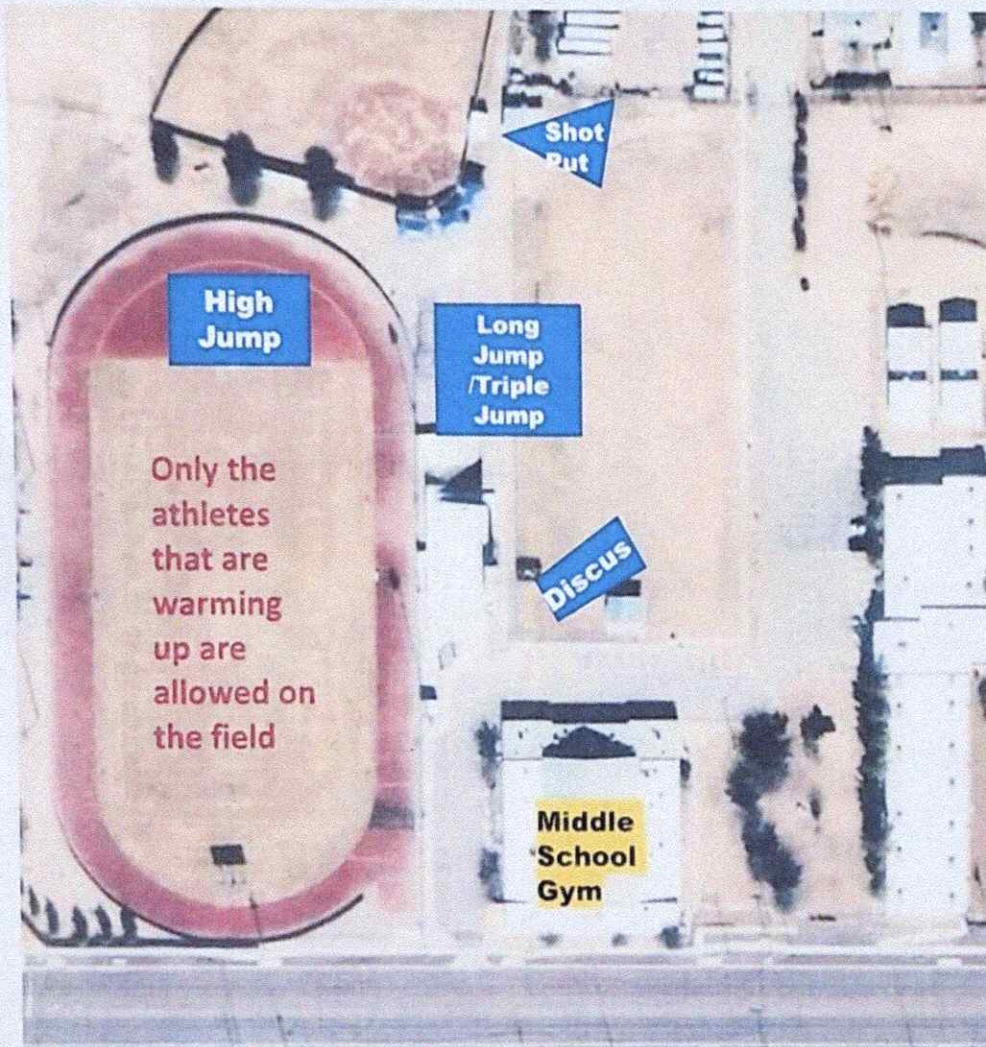 Shot
Put
High
Jump
Long
Jump
/Triple
Jump
Only the
athletes
that are
warming
up are
allowed on
the field
Discus
Middle
School
Gym